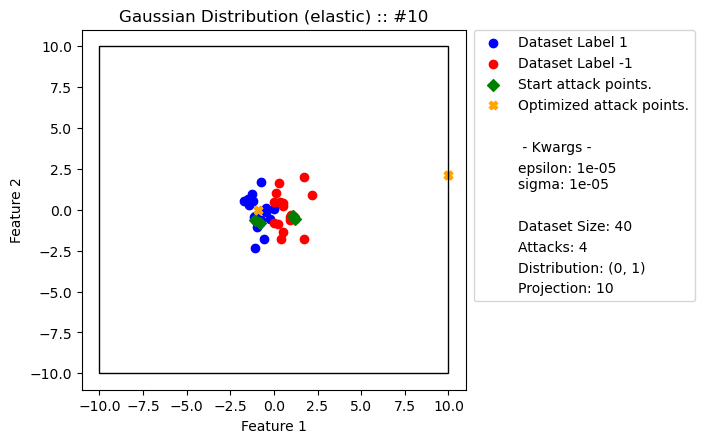 Gaussian Distribution (elastic) :: #10
10.0
7.5
5.0
2.5
0.0
−2.5
−5.0
−7.5
−10.0
Feature 2
−10.0 −7.5 −5.0 −2.5 0.0 2.5 5.0 7.5 10.0
Feature 1
Dataset Label 1
Dataset Label -1
Start attack points.
Optimized attack points.
- Kwargs -
epsilon: 1e-05
sigma: 1e-05
Dataset Size: 40
Attacks: 4
Distribution: (0, 1)
Projection: 10